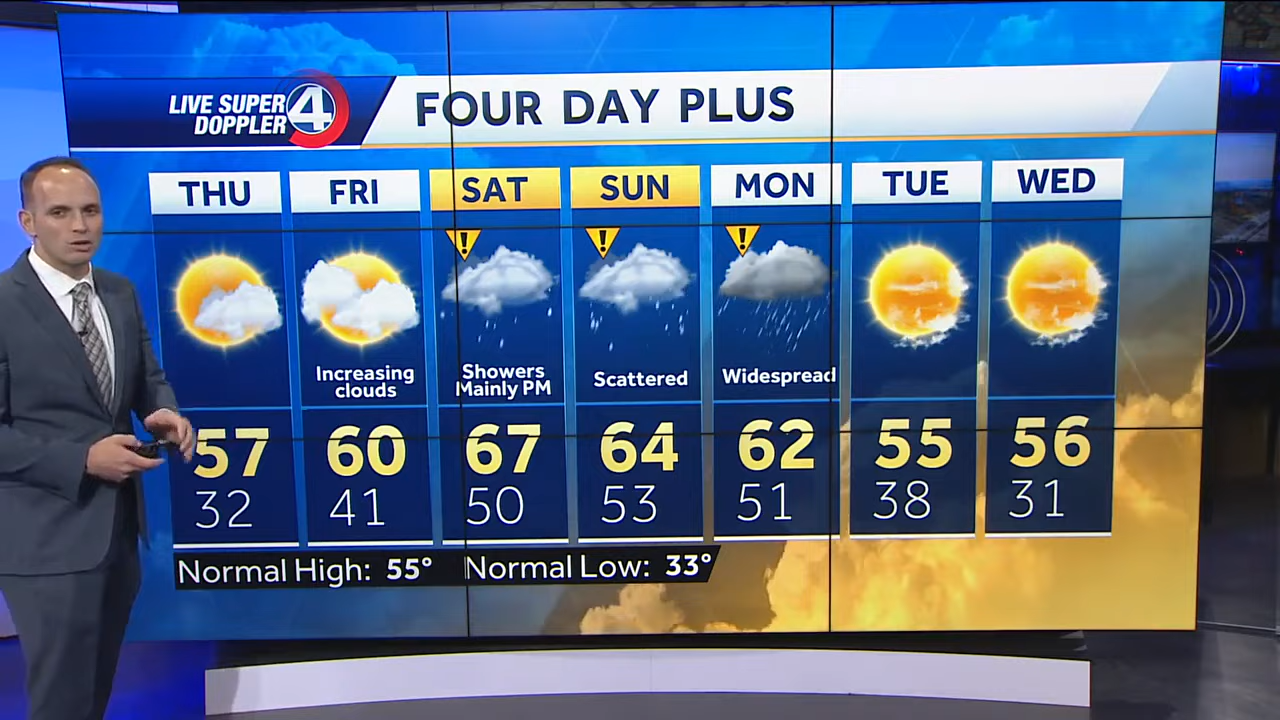 LIVE SUPER
DOPPLER 4
FOUR DAY PLUS
THU FRI SAT SUN MON TUE WED
! ! !
Increasing clouds
Showers Mainly PM
Scattered
Widespread
57 60 67 64 62 55 56
32 41 50 53 51 38 31
Normal High: 55° Normal Low: 33°